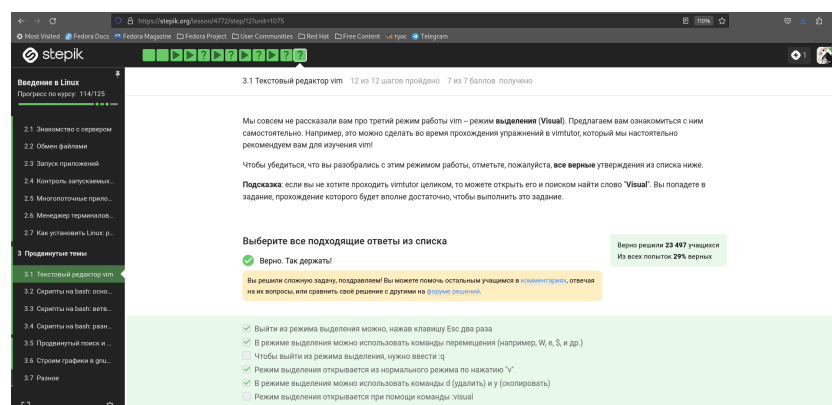 https://stepik.org/lesson/4772/step/12?unit=1075
110%
Most Visited Fedora Docs Fedora Magazine Fedora Project User Communities Red Hat Free Content тутис Telegram
stepik
1
Введение в Linux
Прогресс по курсу: 114/125
2.1 Знакомство с сервером
2.2 Обмен файлами
2.3 Запуск приложений
2.4 Контроль запускаемых...
2.5 Многопоточные прило...
2.6 Менеджер терминалов...
2.7 Как установить Linux: р...
3 Продвинутые темы
3.1 Текстовый редактор vim
3.2 Скрипты на bash: осно...
3.3 Скрипты на bash: ветв...
3.4 Скрипты на bash: разн...
3.5 Продвинутый поиск и ...
3.6 Строим графики в gnu...
3.7 Разное
3.1 Текстовый редактор vim 12 из 12 шагов пройдено 7 из 7 баллов получено
Мы совсем не рассказали вам про третий режим работы vim – режим выделения (Visual). Предлагаем вам ознакомиться с ним
самостоятельно. Например, это можно сделать во время прохождения упражнений в vimtutor, который мы настоятельно
рекомендуем вам для изучения vim!
Чтобы убедиться, что вы разобрались с этим режимом работы, отметьте, пожалуйста, все верные утверждения из списка ниже.
Подсказка: если вы не хотите проходить vimtutor целиком, то можете открыть его и поиском найти слово "Visual". Вы попадете в
задание, прохождение которого будет вполне достаточно, чтобы выполнить это задание.
Выберите все подходящие ответы из списка
Верно. Так держать!
Верно решили 23 497 учащихся
Из всех попыток 29% верных
Вы решили сложную задачу, поздравляем! Вы можете помочь остальным учащимся в комментариях, отвечая
на их вопросы, или сравнить своё решение с другими на форуме решений.
Выйти из режима выделения можно, нажав клавишу Esc два раза
В режиме выделения можно использовать команды перемещения (например, W, e, $, и др.)
Чтобы выйти из режима выделения, нужно ввести :q
Режим выделения открывается из нормального режима по нажатию "v"
В режиме выделения можно использовать команды d (удалить) и y (скопировать)
Режим выделения открывается при помощи команды :visual